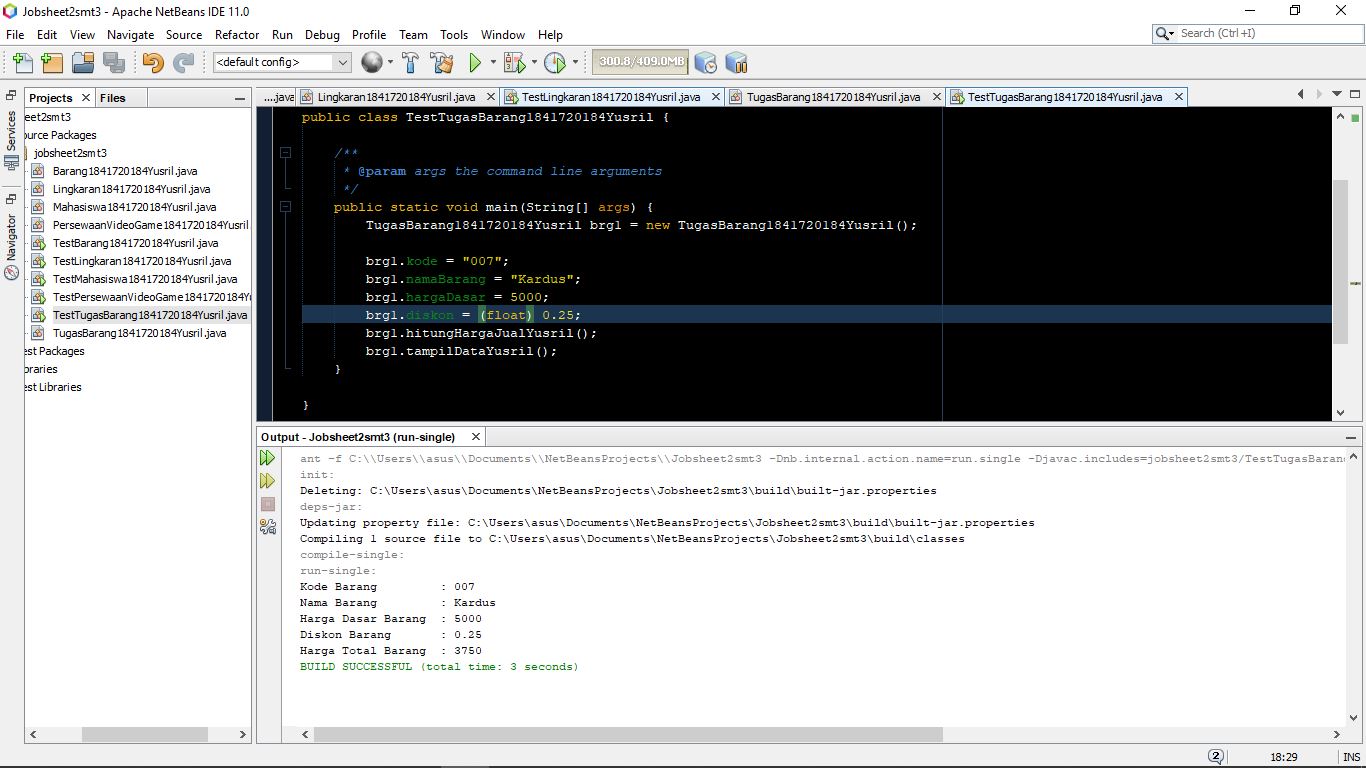 Jobsheet2smt3 - Apache NetBeans IDE 11.0
File Edit View Navigate Source Refactor Run Debug Profile Team Tools Window Help
Search (Ctrl+I)
<default config>
300.8/409.0MB
Services
Navigator
Projects
Files
eet2smt3
ource Packages
jobsheet2smt3
Barang1841720184Yusril.java
Lingkaran1841720184Yusril.java
Mahasiswa1841720184Yusril.java
PersewaanVideoGame1841720184Yusril
TestBarang1841720184Yusril.java
TestLingkaran1841720184Yusril.java
TestMahasiswa1841720184Yusril.java
TestPersewaanVideoGame1841720184Y
TestTugasBarang1841720184Yusril.java
TugasBarang1841720184Yusril.java
est Packages
braries
est Libraries
....java Lingkaran1841720184Yusril.java TestLingkaran1841720184Yusril.java TugasBarang1841720184Yusril.java TestTugasBarang1841720184Yusril.java
public class TestTugasBarang1841720184Yusril {
/**
* @param args the command line arguments
*/
public static void main(String[] args) {
TugasBarang1841720184Yusril brg1 = new TugasBarang1841720184Yusril();
brg1.kode = "007";
brg1.namaBarang = "Kardus";
brg1.hargaDasar = 5000;
brg1.diskon = (float) 0.25;
brg1.hitungHargaJualYusril();
brg1.tampilDataYusril();
}
}
Output - Jobsheet2smt3 (run-single)
ant -f C:\\Users\\asus\\Documents\\NetBeansProjects\\Jobsheet2smt3 -Dnb.internal.action.name=run.single -Djavac.includes=jobsheet2smt3/TestTugasBaran
init:
Deleting: C:\Users\asus\Documents\NetBeansProjects\Jobsheet2smt3\build\built-jar.properties
deps-jar:
Updating property file: C:\Users\asus\Documents\NetBeansProjects\Jobsheet2smt3\build\built-jar.properties
Compiling 1 source file to C:\Users\asus\Documents\NetBeansProjects\Jobsheet2smt3\build\classes
compile-single:
run-single:
Kode Barang : 007
Nama Barang : Kardus
Harga Dasar Barang : 5000
Diskon Barang : 0.25
Harga Total Barang : 3750
BUILD SUCCESSFUL (total time: 3 seconds)
2 18:29 INS